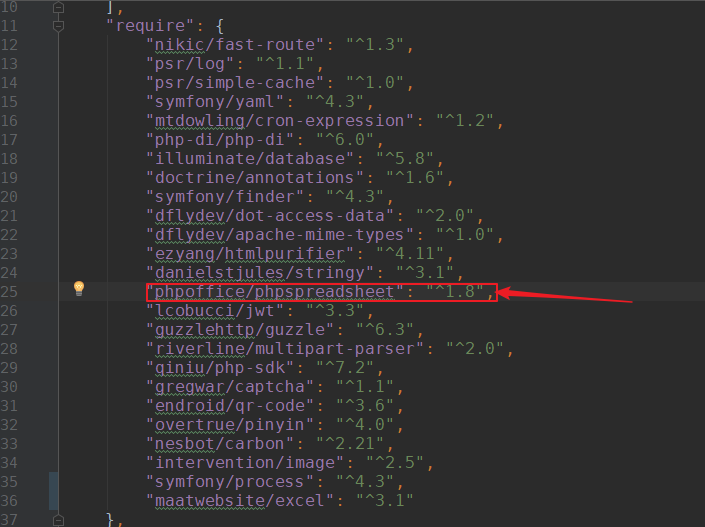 10 ],
11 "require": {
12 "nikic/fast-route": "^1.3",
13 "psr/log": "^1.1",
14 "psr/simple-cache": "^1.0",
15 "symfony/yaml": "^4.3",
16 "mtdowling/cron-expression": "^1.2",
17 "php-di/php-di": "^6.0",
18 "illuminate/database": "^5.8",
19 "doctrine/annotations": "^1.6",
20 "symfony/finder": "^4.3",
21 "dflydev/dot-access-data": "^2.0",
22 "dflydev/apache-mime-types": "^1.0",
23 "ezyang/htmlpurifier": "^4.11",
24 "danielstjules/stringy": "^3.1",
25 "phpoffice/phpspreadsheet": "^1.8",
26 "lcobucci/jwt": "^3.3",
27 "guzzlehttp/guzzle": "^6.3",
28 "riverline/multipart-parser": "^2.0",
29 "qiniu/php-sdk": "^7.2",
30 "gregwar/captcha": "^1.1",
31 "endroid/qr-code": "^3.6",
32 "overtrue/pinyin": "^4.0",
33 "nesbot/carbon": "^2.21",
34 "intervention/image": "^2.5",
35 "symfony/process": "^4.3",
36 "maatwebsite/excel": "^3.1"
37 },